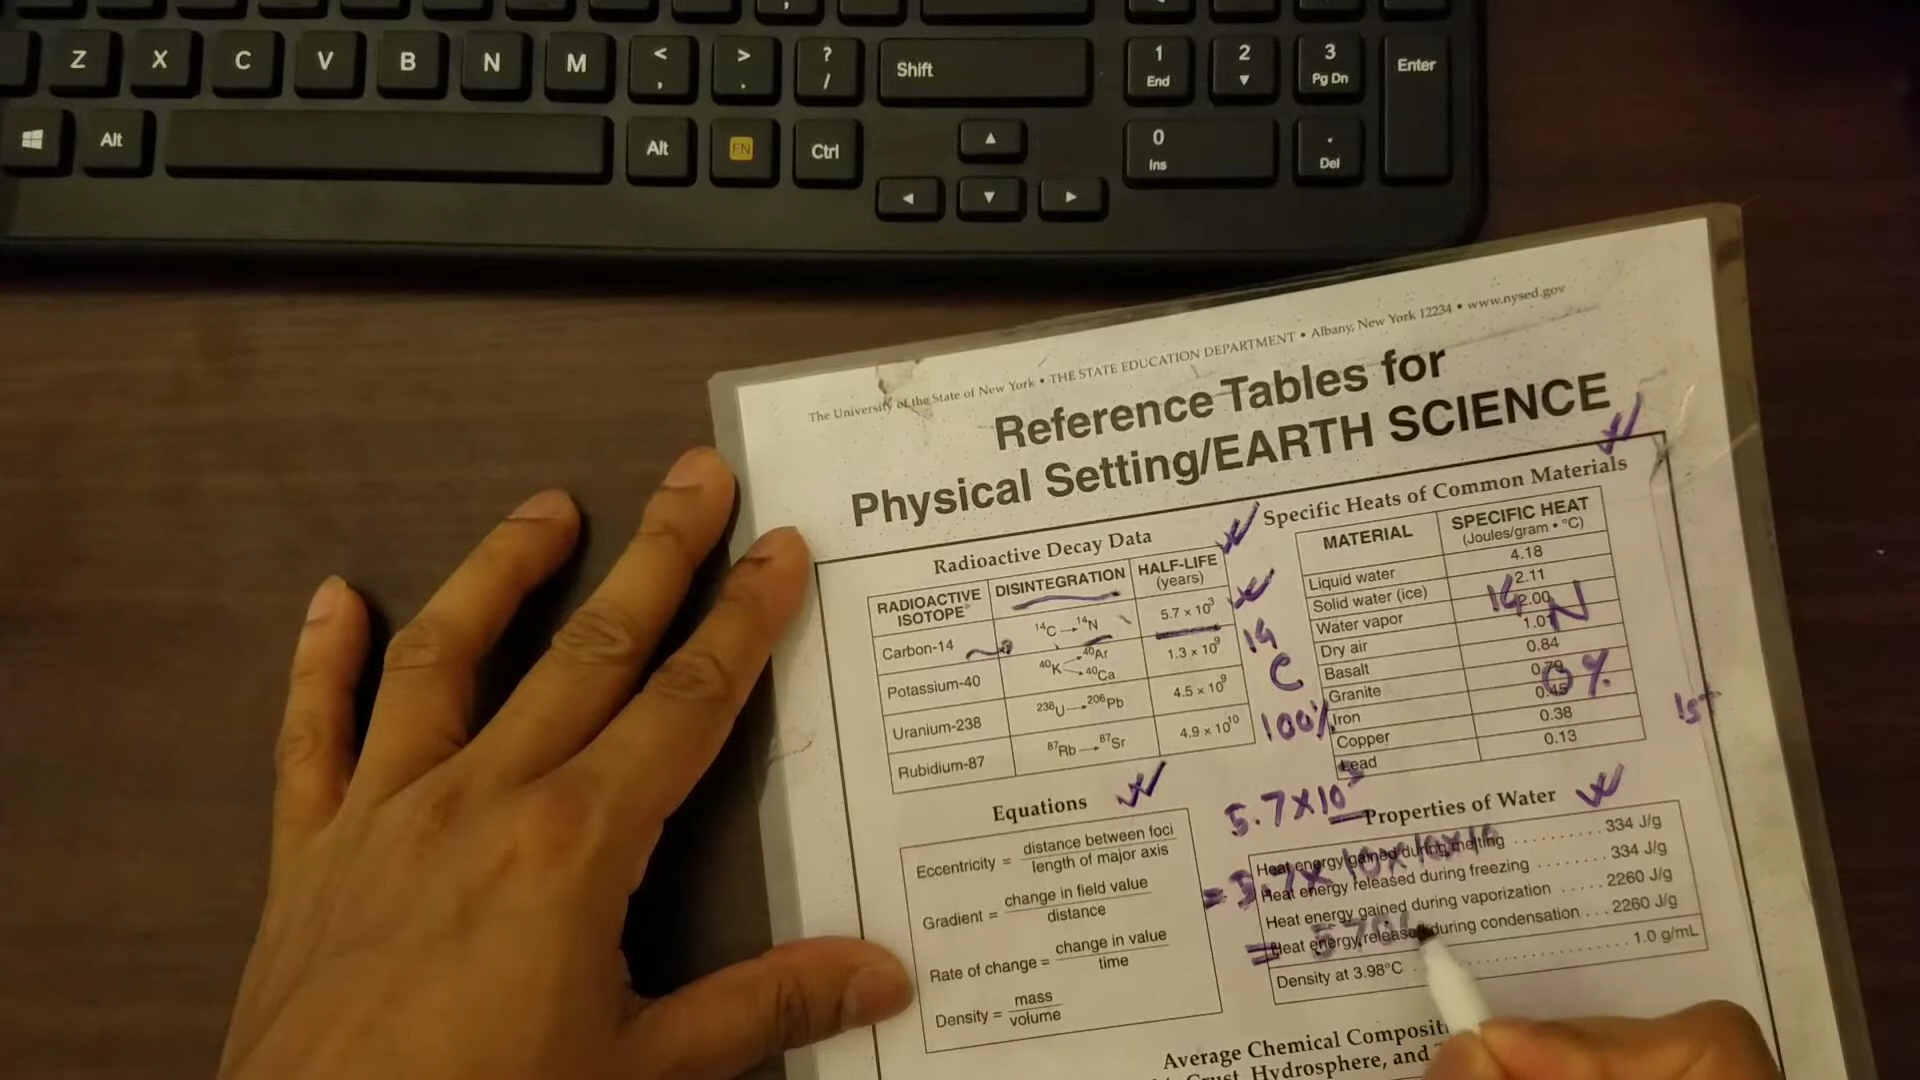 Z X C V B N M < , > . ? / Shift 1 End 2 3 Pg Dn Enter
Alt Alt FN Ctrl 0 Ins . Del
The University of the State of New York • THE STATE EDUCATION DEPARTMENT • Albany, New York 12234 • www.nysed.gov
Reference Tables for
Physical Setting/EARTH SCIENCE
Radioactive Decay Data
RADIOACTIVE ISOTOPE DISINTEGRATION HALF-LIFE (years)
Carbon-14 ¹⁴C→¹⁴N 5.7 × 10³
Potassium-40 ⁴⁰K→⁴⁰Ar ⁴⁰Ca 1.3 × 10⁹
Uranium-238 ²³⁸U→²⁰⁶Pb 4.5 × 10⁹
Rubidium-87 ⁸⁷Rb→⁸⁷Sr 4.9 × 10¹⁰
14
C
100%
Specific Heats of Common Materials
MATERIAL SPECIFIC HEAT (Joules/gram • °C)
Liquid water 4.18
Solid water (ice) 2.11
Water vapor 2.00
Dry air 1.01
Basalt 0.84
Granite 0.79
Iron 0.45
Copper 0.38
Lead 0.13
14 N
0%
1st
Equations
Eccentricity = distance between foci / length of major axis
Gradient = change in field value / distance
Rate of change = change in value / time
Density = mass / volume
5.7×10³
= 5.7×10×10×10
= 570
Properties of Water
Heat energy gained during melting . . . . . . . . . . 334 J/g
Heat energy released during freezing . . . . . . . . 334 J/g
Heat energy gained during vaporization . . . . . 2260 J/g
Heat energy released during condensation . . . 2260 J/g
Density at 3.98°C . . . . . . . . . . . . . . . . . . . . . . . 1.0 g/mL
Average Chemical
Crust, Hydrosphere, and